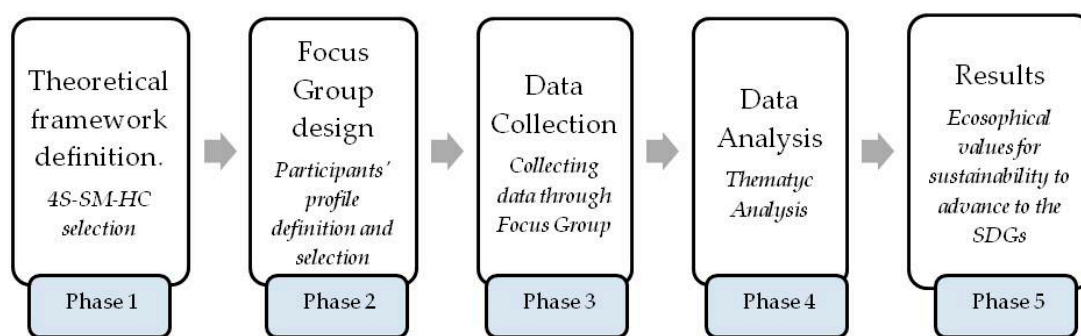 Theoretical
framework
definition.
4S-SM-HC
selection
Phase 1
Focus
Group
design
Participants’
profile
definition and
selection
Phase 2
Data
Collection
Collecting
data through
Focus Group
Phase 3
Data
Analysis
Thematyc
Analysis
Phase 4
Results
Ecosophical
values for
sustainability to
advance to the
SDGs
Phase 5